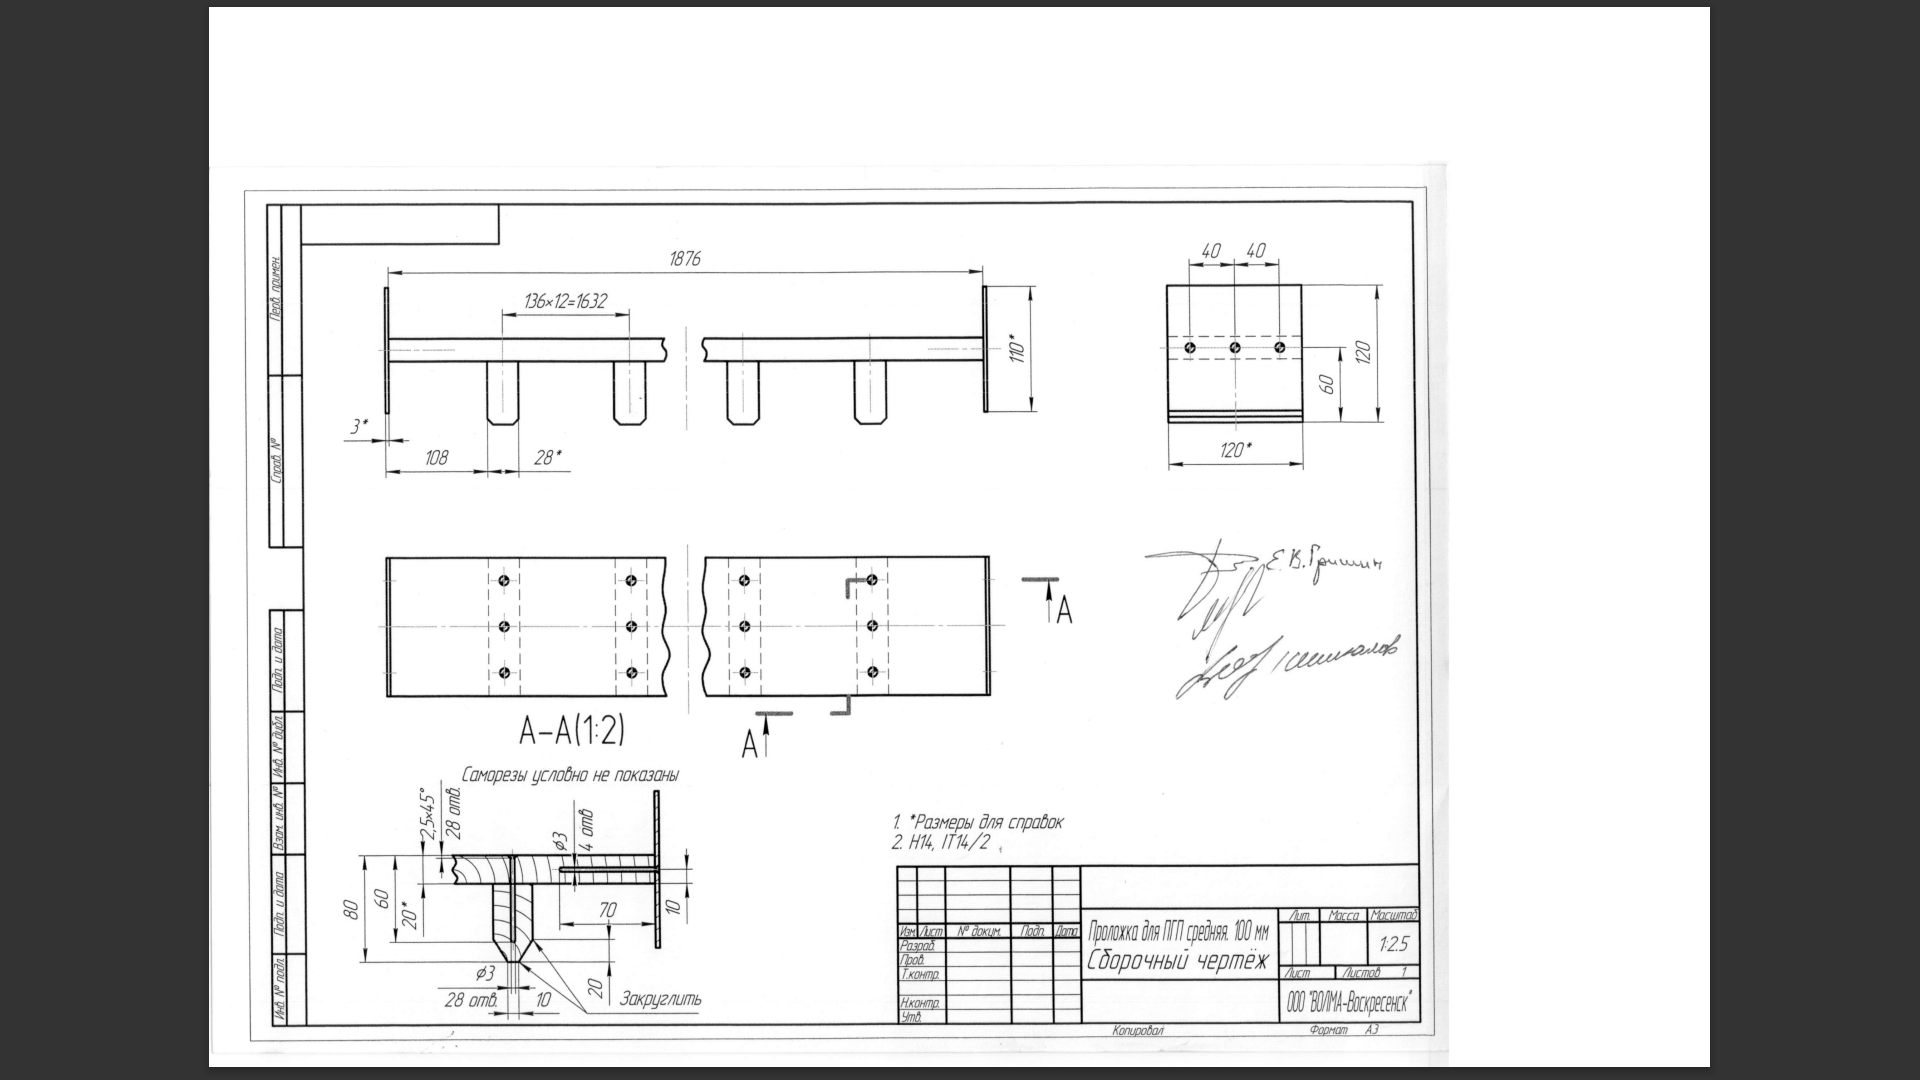 Перв. примен.
Справ. №
Подп. и дата
Инв. № дубл.
Взам. инв. №
Подп. и дата
Инв. № подл.
1876
136×12=1632
110*
3*
108
28*
40
40
120
60
120*
Е.В.Гришин
А
А
А-А(1:2)
Саморезы условно не показаны
2,5×45°
28 отв.
ϕ3
4 отв
80
60
20*
70
10
ϕ3
28 отв.
10
20
Закруглить
1. *Размеры для справок
2. H14, IT14/2
Изм. Лист № докум. Подп. Дата
Разраб.
Пров.
Т.контр.
Н.контр.
Утв.
Проложка для ПГП средняя. 100 мм
Сборочный чертёж
Лит. Масса Масштаб
1:2.5
Лист Листов 1
ООО "ВОЛМА-Воскресенск"
Копировал Формат А3